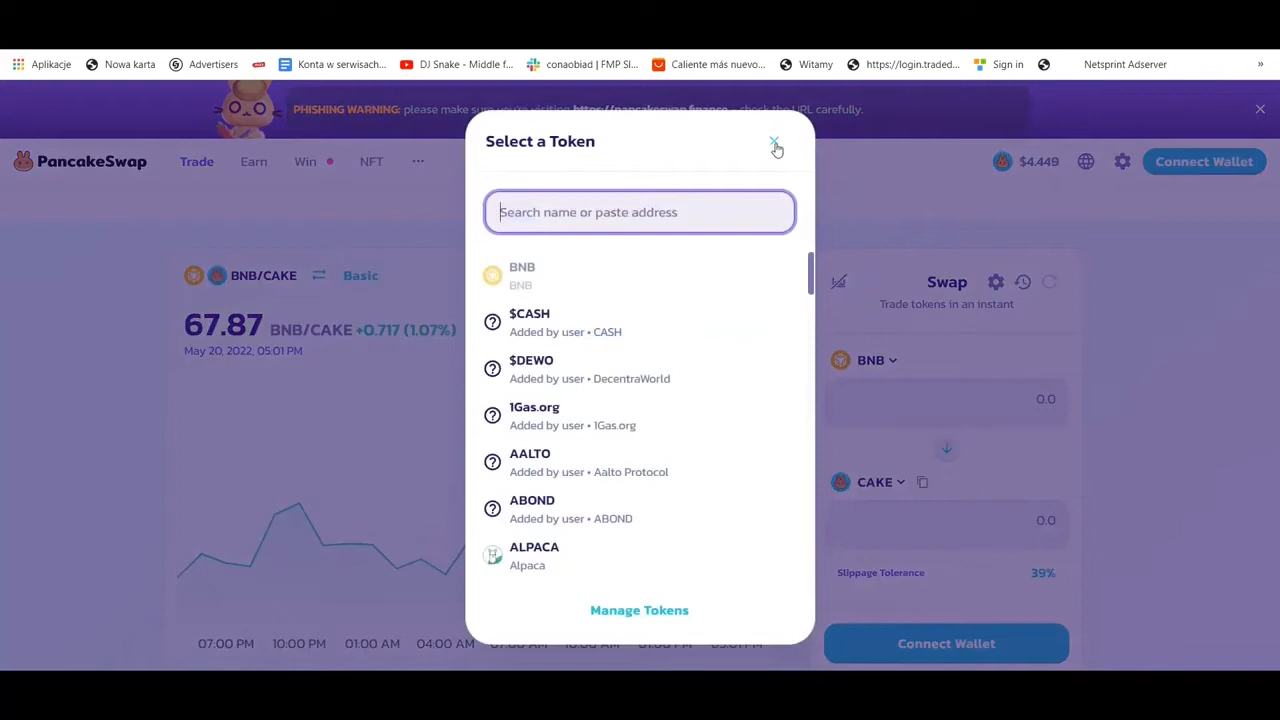 Aplikacje Nowa karta Advertisers Konta w serwisach... DJ Snake - Middle f... conaobiad | FMP Sl... Caliente más nuevo... Witamy https://login.traded... Sign in Netsprint Adserver »
PHISHING WARNING: please make sure you're visiting https://pancakeswap.finance - check the URL carefully.
Select a Token
PancakeSwap Trade Earn Win NFT ... $4.449 Connect Wallet
Search name or paste address
BNB/CAKE Basic
67.87 BNB/CAKE +0.717 (1.07%)
May 20, 2022, 05:01 PM
BNB
BNB
$CASH
Added by user • CASH
$DEWO
Added by user • DecentraWorld
1Gas.org
Added by user • 1Gas.org
AALTO
Added by user • Aalto Protocol
ABOND
Added by user • ABOND
ALPACA
Alpaca
Manage Tokens
Swap
Trade tokens in an instant
BNB
0.0
CAKE
0.0
Slippage Tolerance 39%
Connect Wallet
07:00 PM 10:00 PM 01:00 AM 04:00 AM